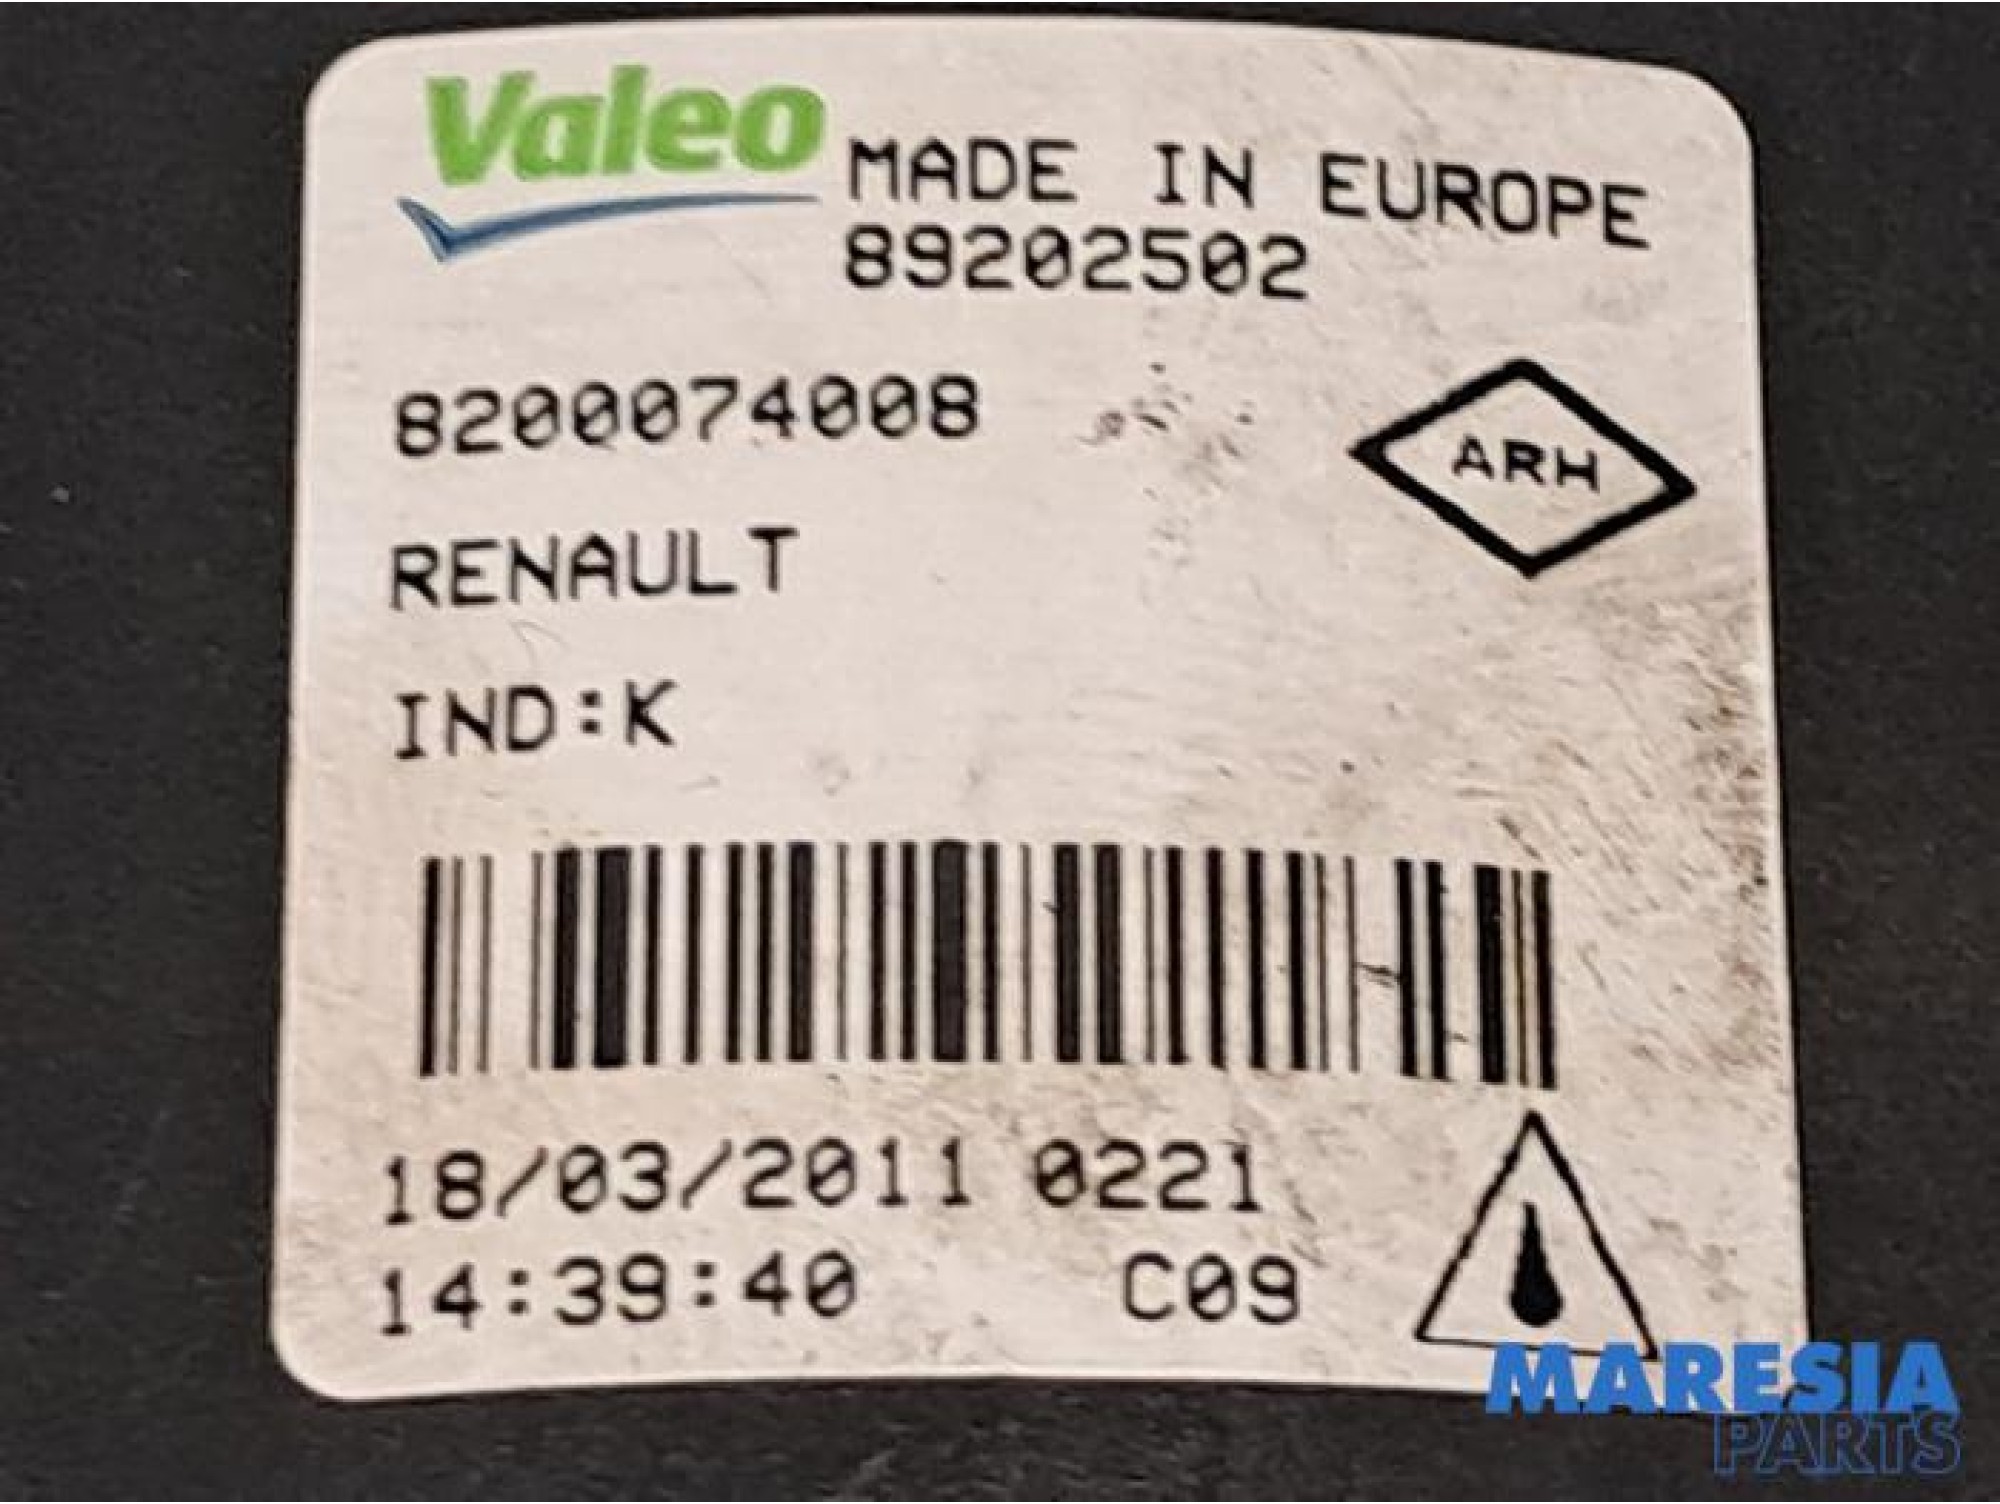 Valeo MADE IN EUROPE
89202502
8200074008
ARH
RENAULT
IND:K
18/03/2011 0221
14:39:40 C09
MARESIA
PARTS